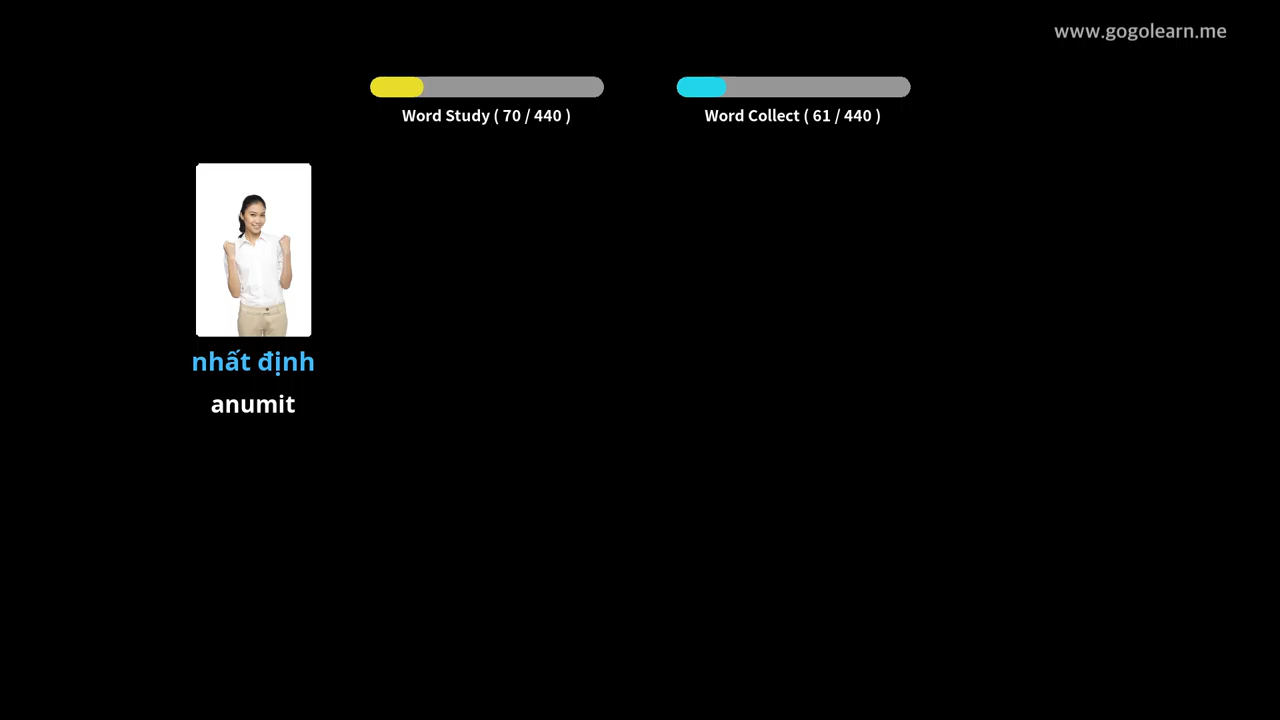 www.gogolearn.me
Word Study ( 70 / 440 )
Word Collect ( 61 / 440 )
nhất định
anumit